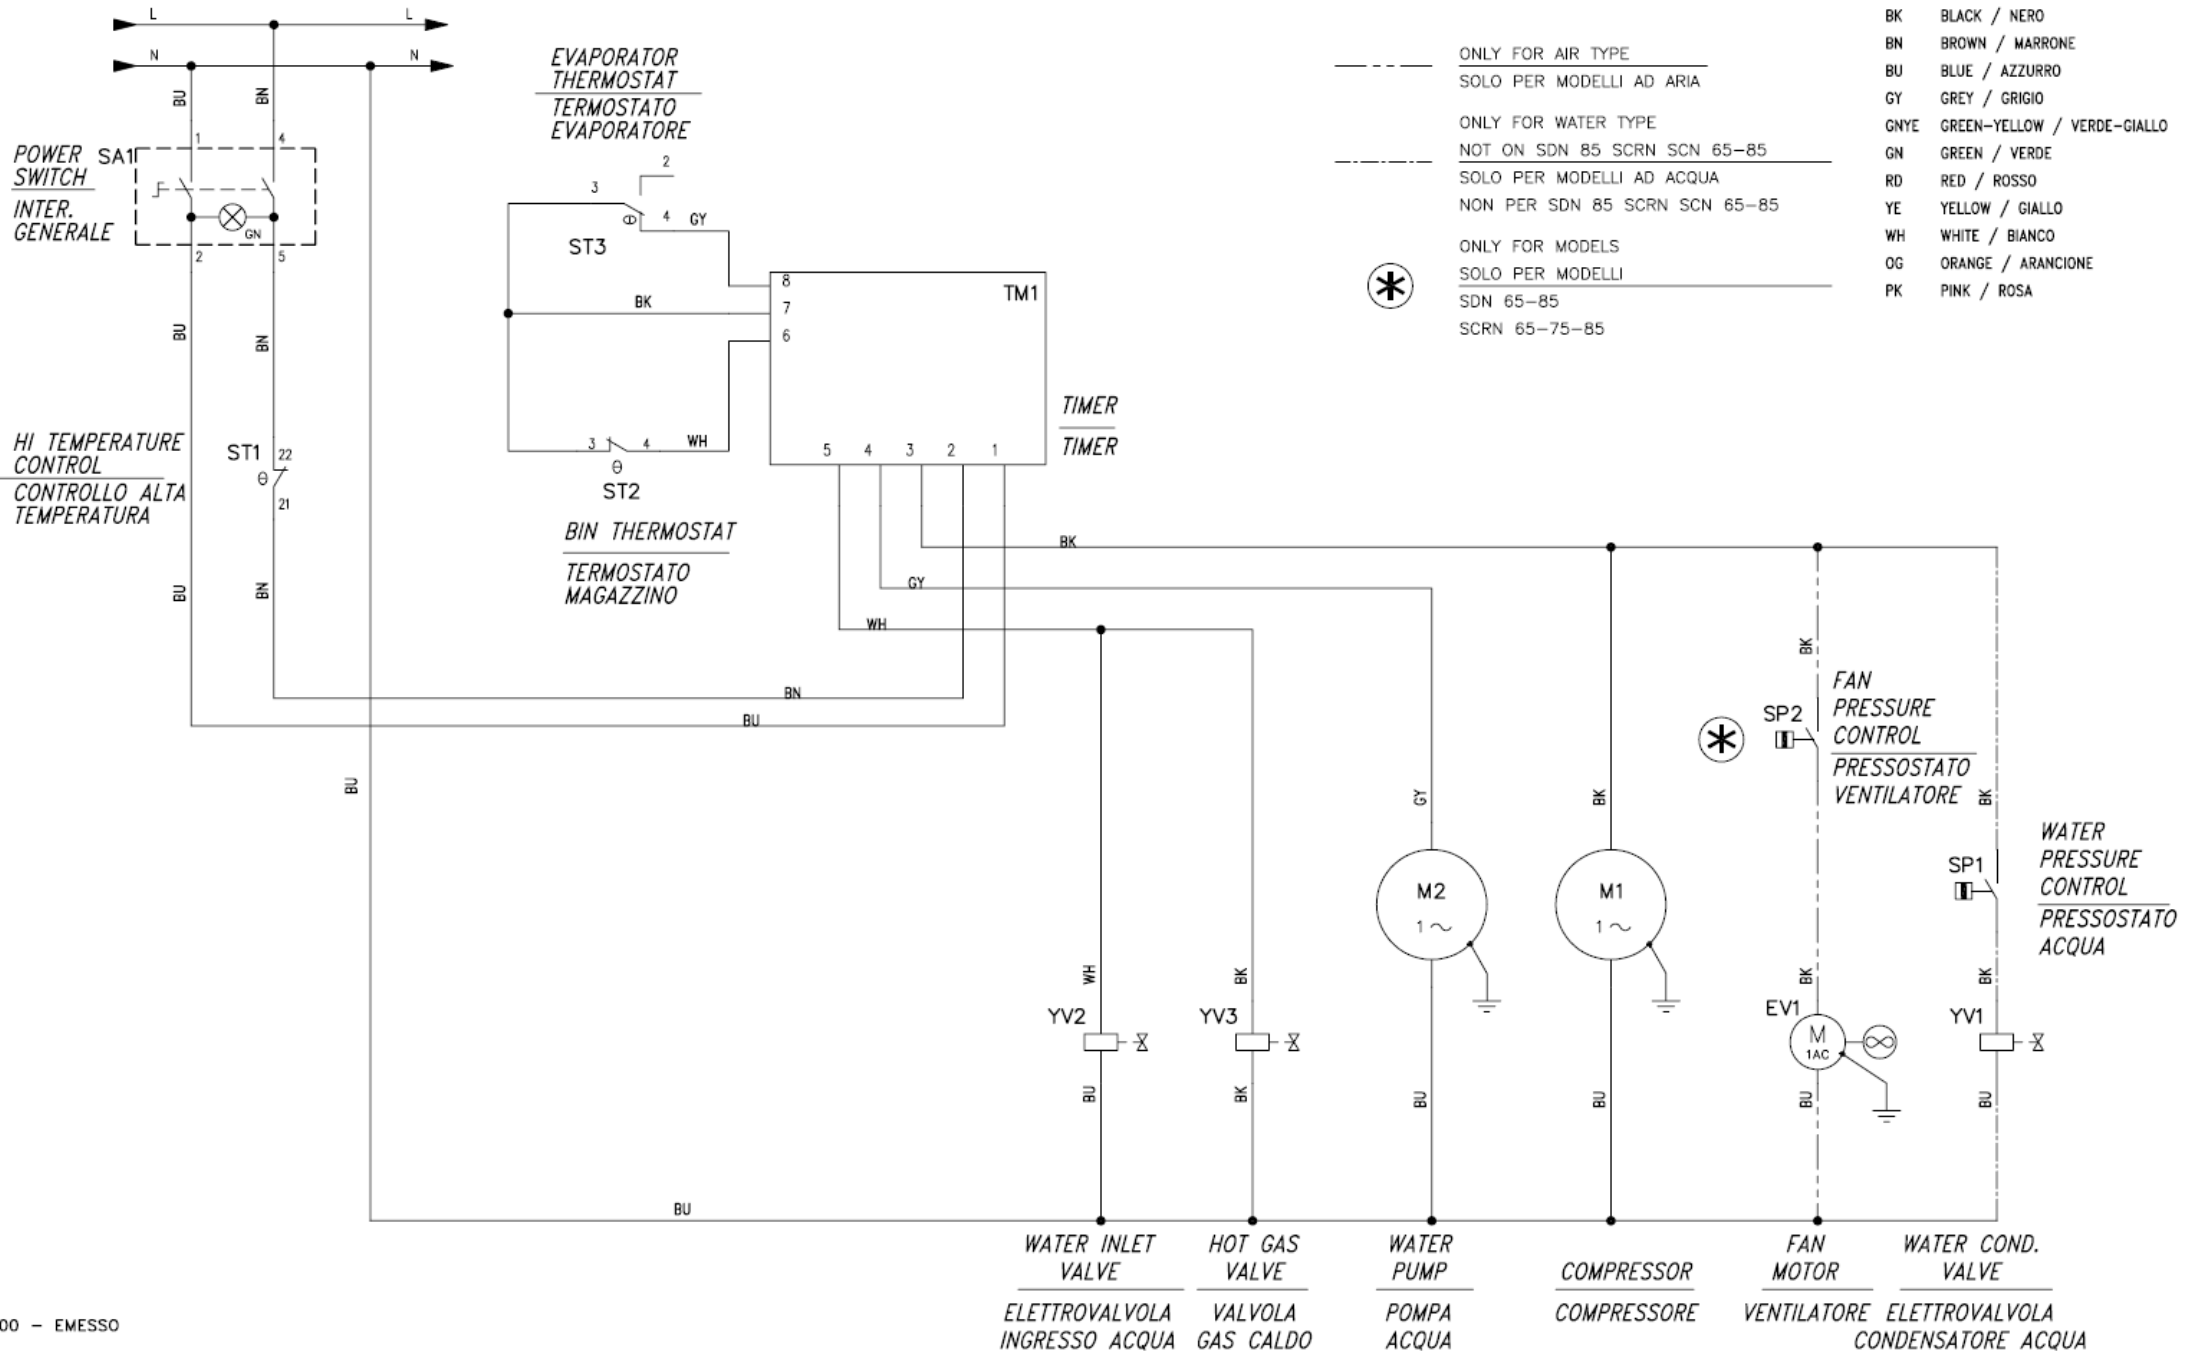 L
L
N
N
BU
BN
1
4
POWER
SWITCH
INTER.
GENERALE
SA1
GN
2
5
BU
BN
HI TEMPERATURE
CONTROL
CONTROLLO ALTA
TEMPERATURA
ST1
22
θ
21
BU
BN
BU
EVAPORATOR
THERMOSTAT
TERMOSTATO
EVAPORATORE
2
3
θ
4
GY
ST3
BK
8
7
6
TM1
TIMER
TIMER
5
4
3
2
1
3
4
WH
θ
ST2
BIN THERMOSTAT
TERMOSTATO
MAGAZZINO
BK
GY
WH
BN
BU
ONLY FOR AIR TYPE
SOLO PER MODELLI AD ARIA
ONLY FOR WATER TYPE
NOT ON SDN 85 SCRN SCN 65-85
SOLO PER MODELLI AD ACQUA
NON PER SDN 85 SCRN SCN 65-85
ONLY FOR MODELS
SOLO PER MODELLI
SDN 65-85
SCRN 65-75-85
BK BLACK / NERO
BN BROWN / MARRONE
BU BLUE / AZZURRO
GY GREY / GRIGIO
GNYE GREEN-YELLOW / VERDE-GIALLO
GN GREEN / VERDE
RD RED / ROSSO
YE YELLOW / GIALLO
WH WHITE / BIANCO
OG ORANGE / ARANCIONE
PK PINK / ROSA
BK
SP2
FAN
PRESSURE
CONTROL
PRESSOSTATO
VENTILATORE
GY
BK
BK
WATER
PRESSURE
CONTROL
PRESSOSTATO
ACQUA
SP1
M2
1~
M1
1~
WH
BK
BK
BK
YV2
YV3
EV1
M
1AC
YV1
BU
BK
BU
BU
BU
BU
BU
WATER INLET
VALVE
ELETTROVALVOLA
INGRESSO ACQUA
HOT GAS
VALVE
VALVOLA
GAS CALDO
WATER
PUMP
POMPA
ACQUA
COMPRESSOR
COMPRESSORE
FAN
MOTOR
VENTILATORE
WATER COND.
VALVE
ELETTROVALVOLA
CONDENSATORE ACQUA
00 - EMESSO